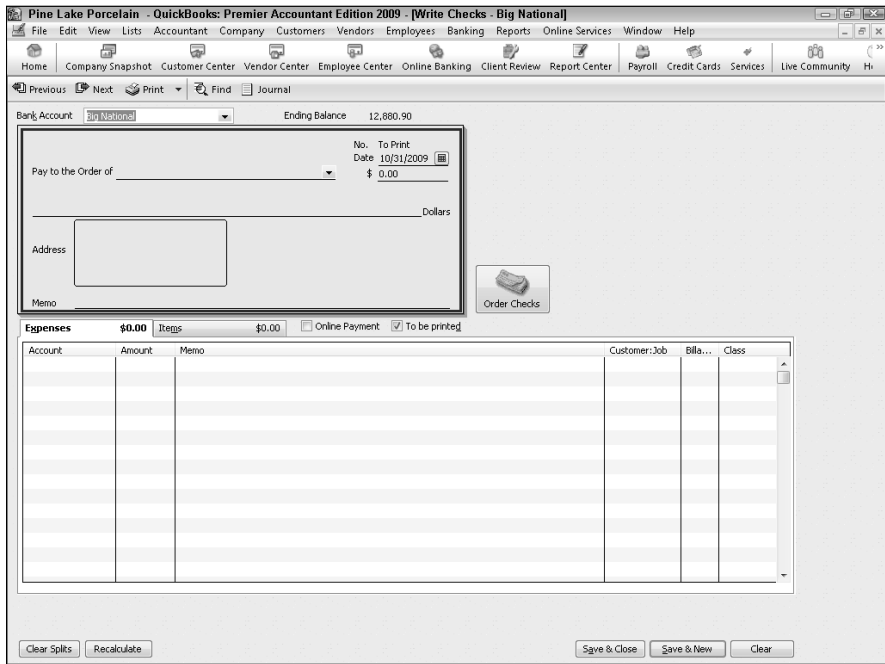 Pine Lake Porcelain - QuickBooks: Premier Accountant Edition 2009 - [Write Checks - Big National]
File Edit View Lists Accountant Company Customers Vendors Employees Banking Reports Online Services Window Help
Home Company Snapshot Customer Center Vendor Center Employee Center Online Banking Client Review Report Center Payroll Credit Cards Services Live Community
Previous Next Print Find Journal
Bank Account Big National Ending Balance 12,880.90
No. To Print
Date 10/31/2009
Pay to the Order of $ 0.00
Dollars
Address
Memo
Order Checks
Expenses $0.00 Items $0.00 Online Payment To be printed
Account Amount Memo Customer:Job Billa... Class
Clear Splits Recalculate Save & Close Save & New Clear